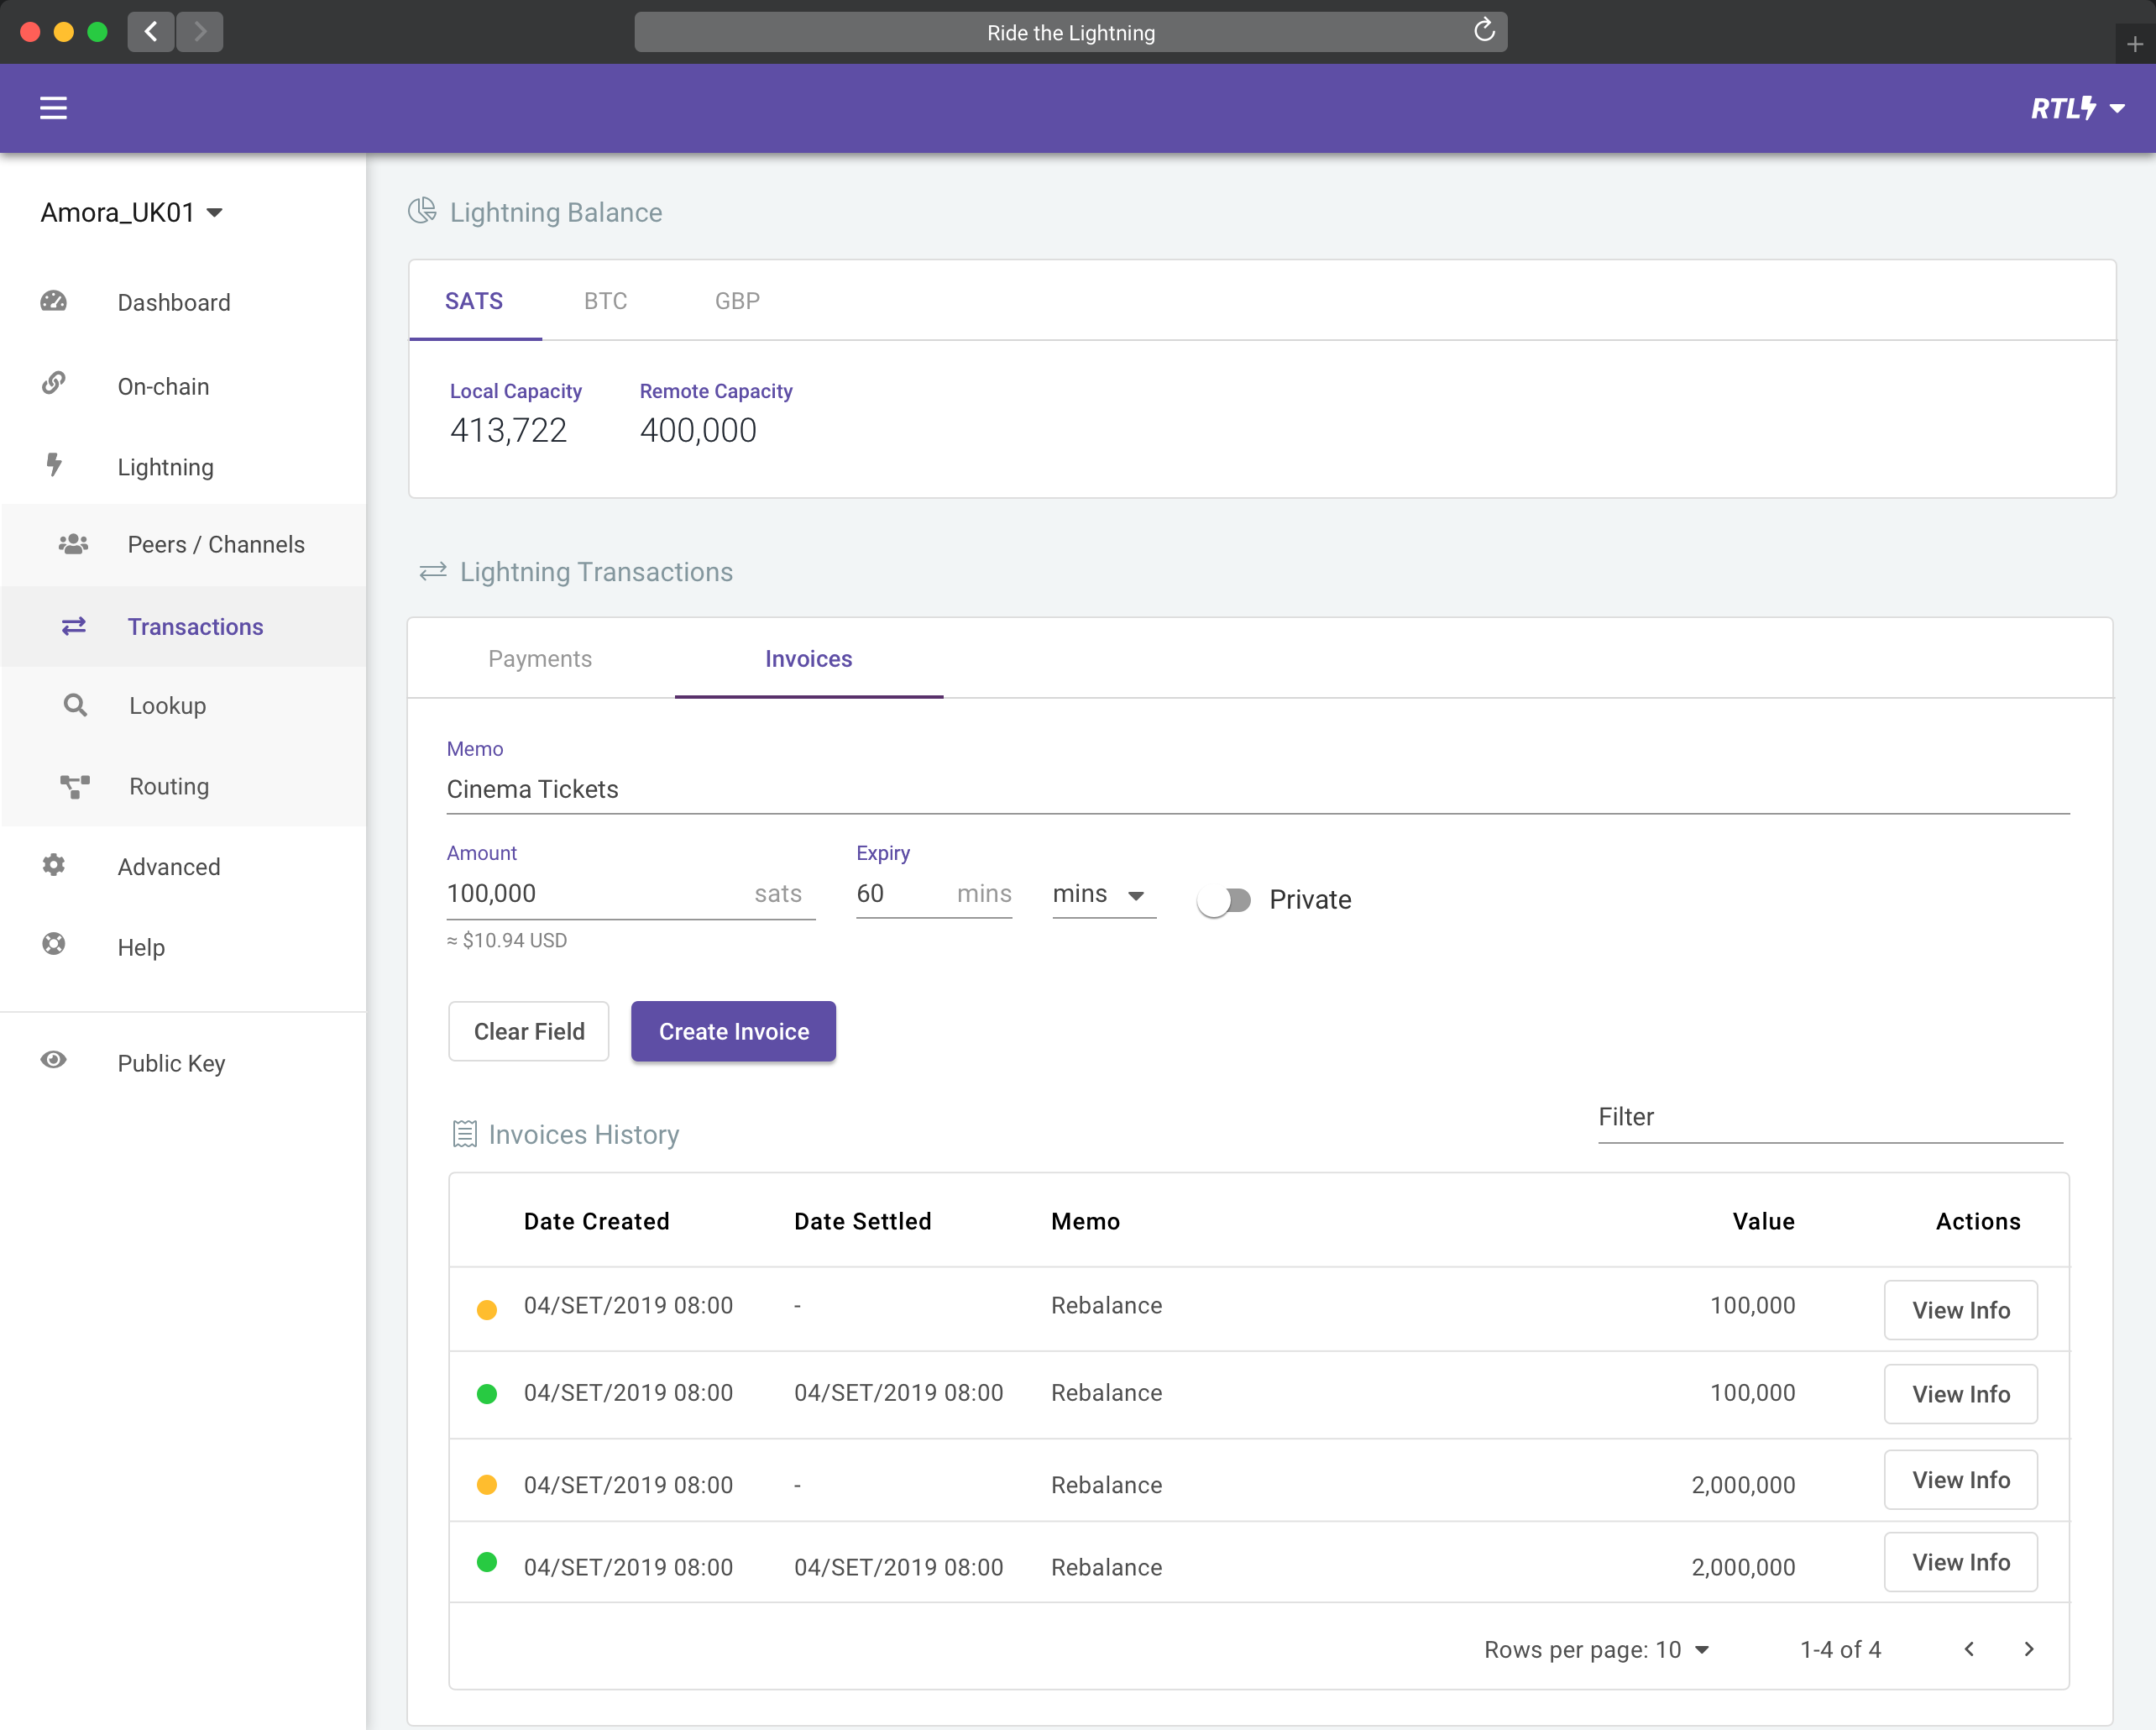 Ride the Lightning
RTL
Amora_UK01
Dashboard
On-chain
Lightning
Peers / Channels
Transactions
Lookup
Routing
Advanced
Help
Public Key
Lightning Balance
SATS BTC GBP
Local Capacity Remote Capacity
413,722 400,000
Lightning Transactions
Payments Invoices
Memo
Cinema Tickets
Amount Expiry
100,000 sats 60 mins mins Private
≈ $10.94 USD
Clear Field Create Invoice
Invoices History Filter
Date Created Date Settled Memo Value Actions
04/SET/2019 08:00 - Rebalance 100,000 View Info
04/SET/2019 08:00 04/SET/2019 08:00 Rebalance 100,000 View Info
04/SET/2019 08:00 - Rebalance 2,000,000 View Info
04/SET/2019 08:00 04/SET/2019 08:00 Rebalance 2,000,000 View Info
Rows per page: 10 1-4 of 4